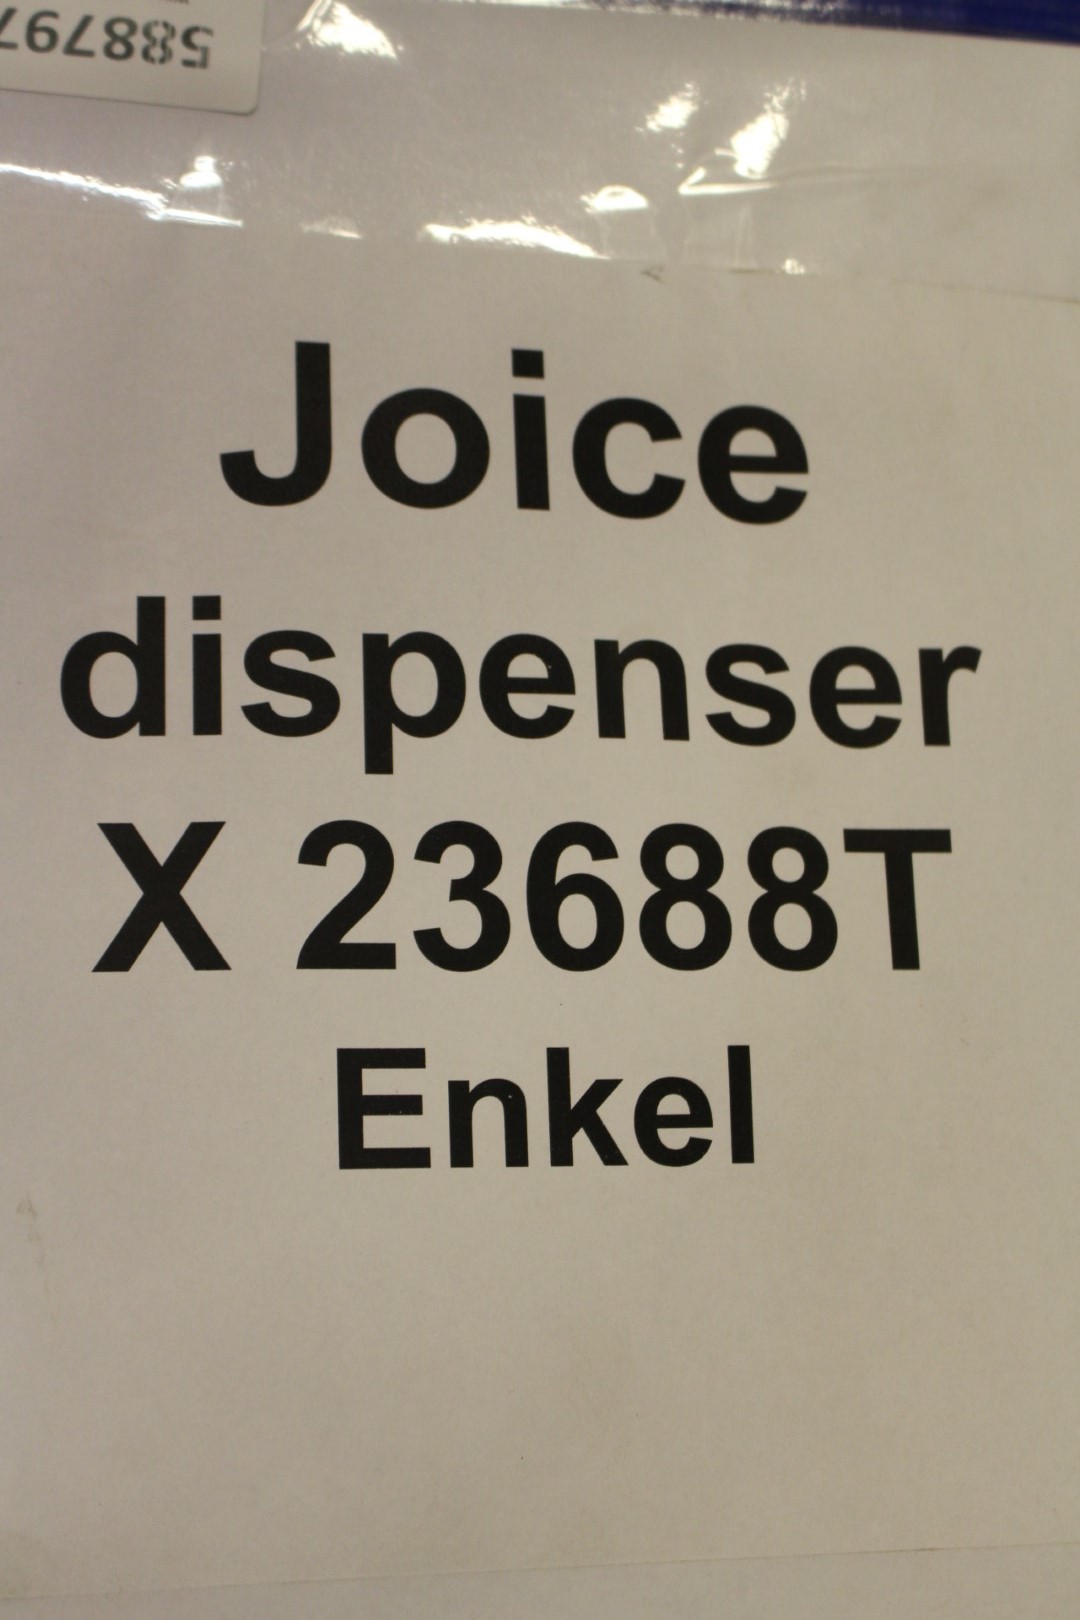 588797
Joice
dispenser
X 23688T
Enkel